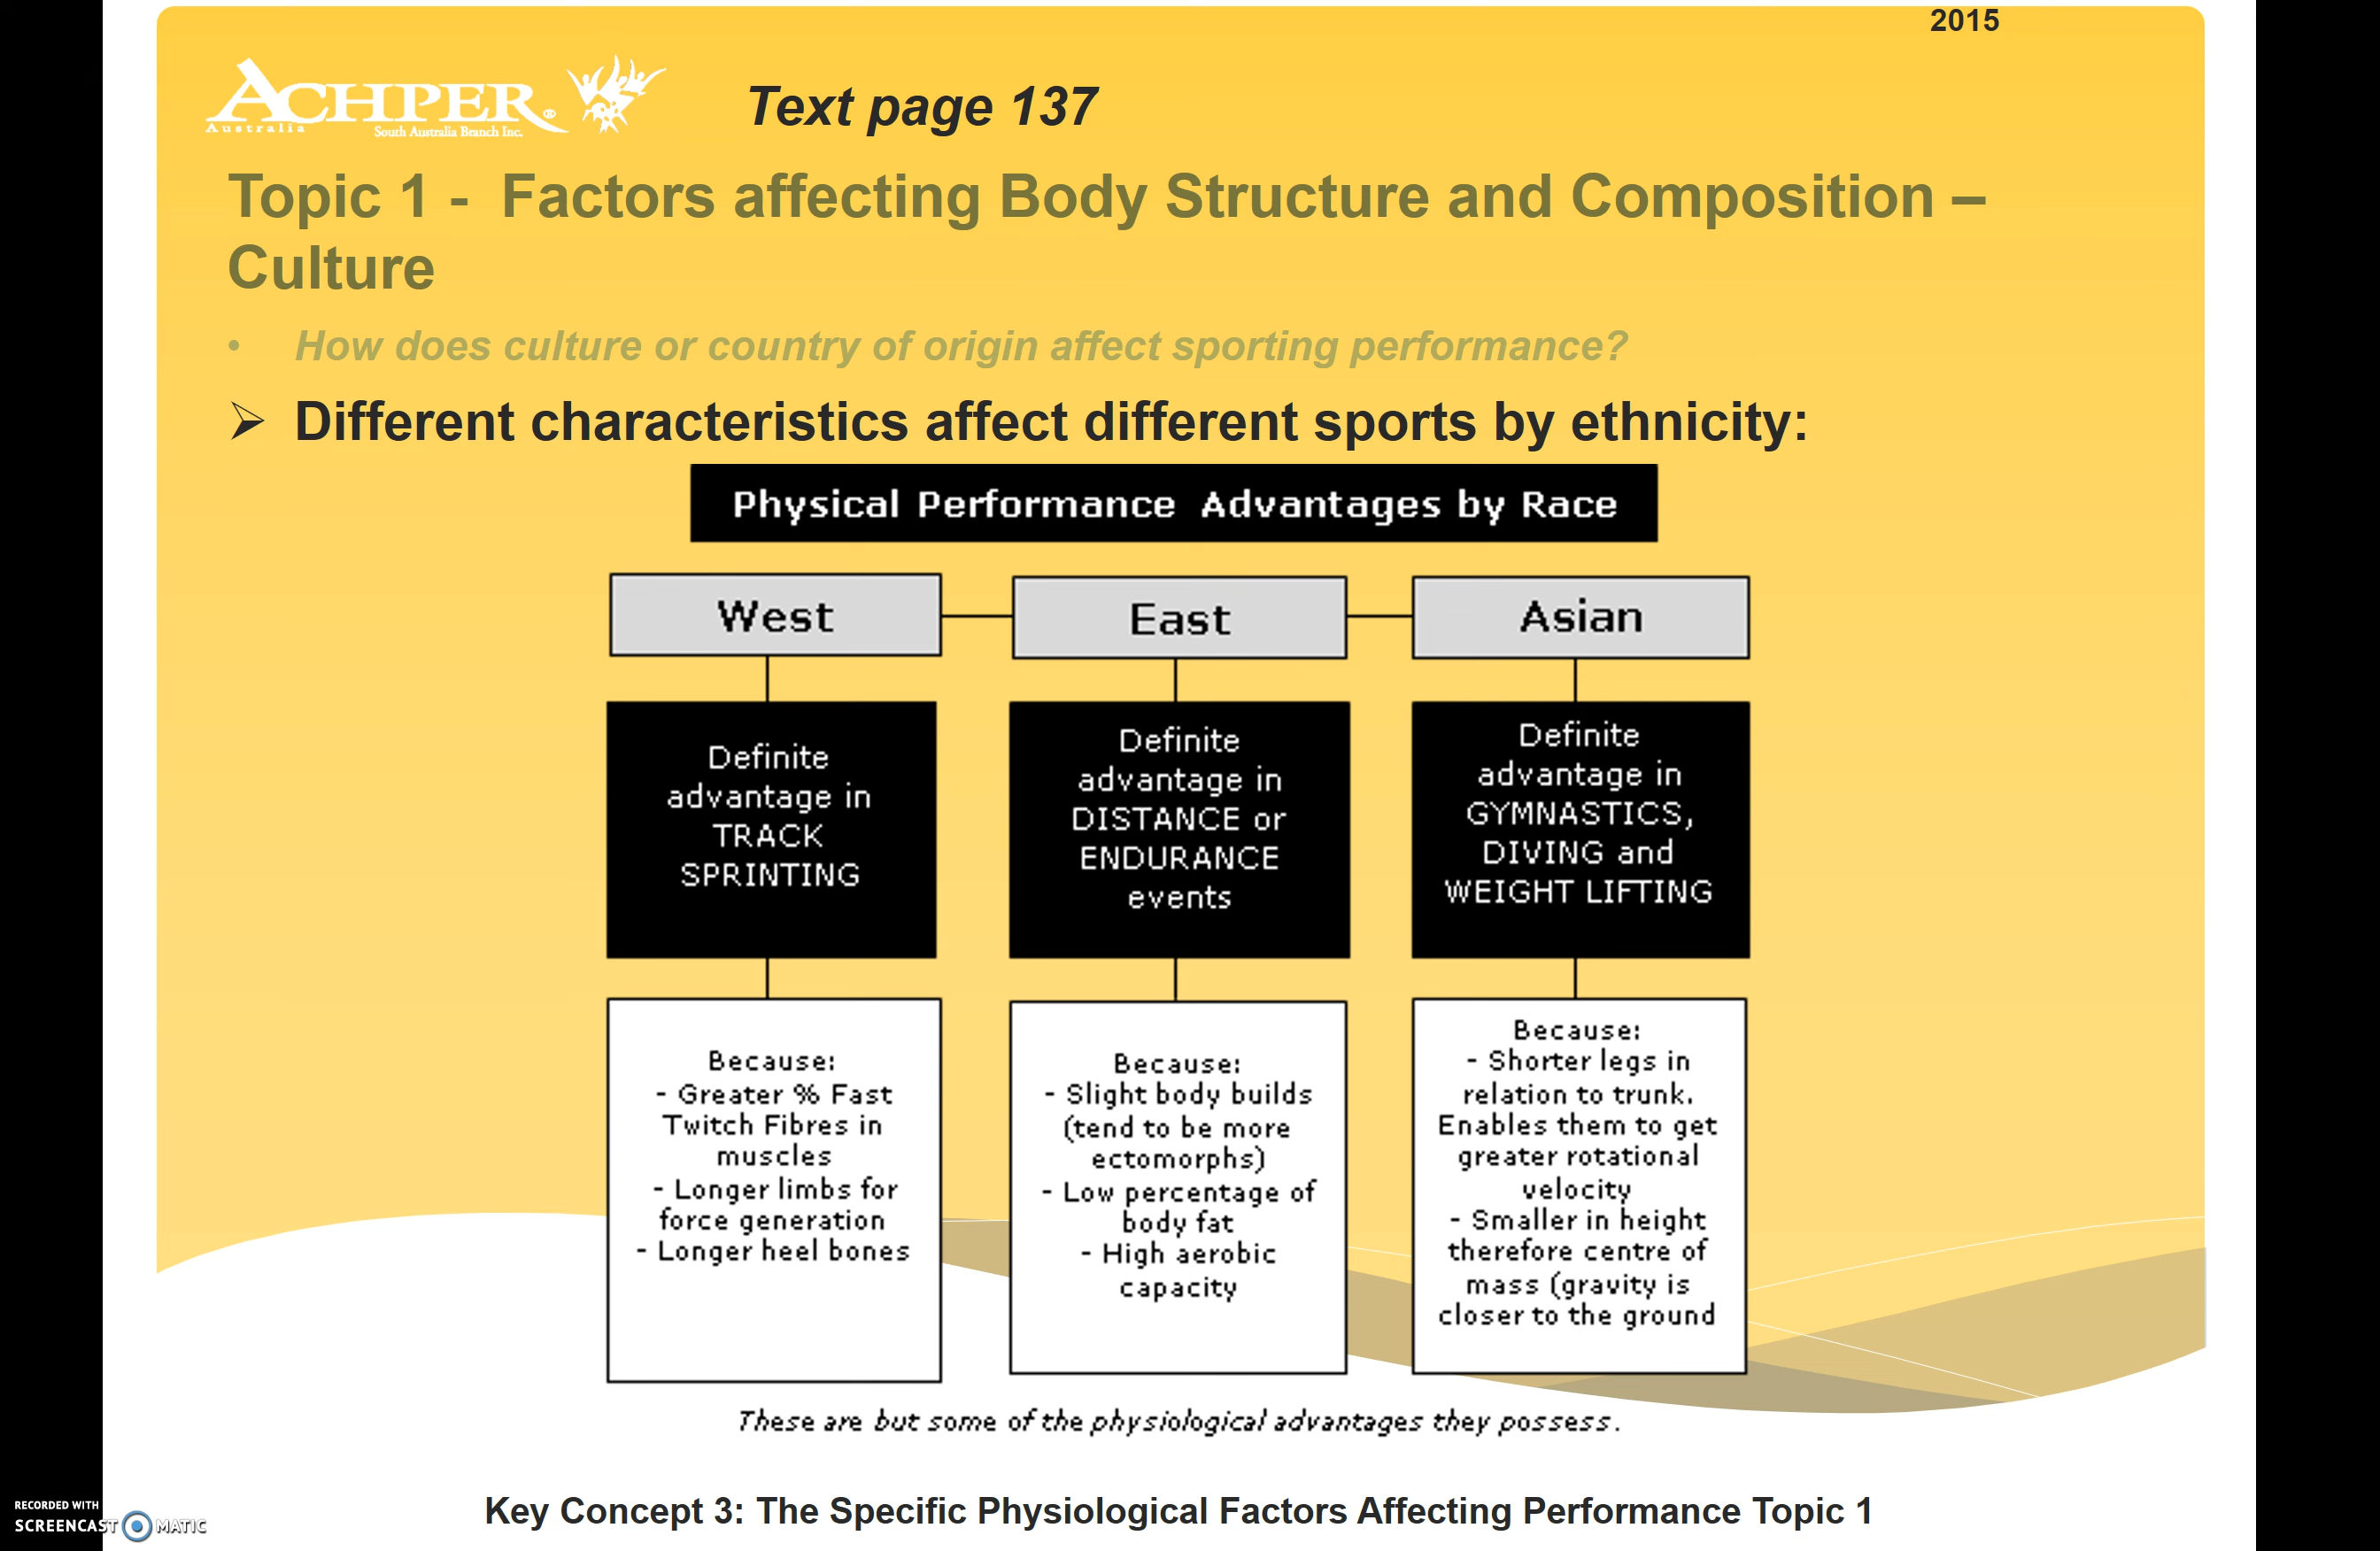 2015
ACHPER®
Australia
South Australia Branch Inc.
Text page 137
Topic 1 - Factors affecting Body Structure and Composition –
Culture
• How does culture or country of origin affect sporting performance?
➢ Different characteristics affect different sports by ethnicity:
Physical Performance Advantages by Race
West
East
Asian
Definite
advantage in
TRACK
SPRINTING
Definite
advantage in
DISTANCE or
ENDURANCE
events
Definite
advantage in
GYMNASTICS,
DIVING and
WEIGHT LIFTING
Because:
- Greater % Fast
Twitch Fibres in
muscles
- Longer limbs for
force generation
- Longer heel bones
Because:
- Slight body builds
(tend to be more
ectomorphs)
- Low percentage of
body fat
- High aerobic
capacity
Because:
- Shorter legs in
relation to trunk.
Enables them to get
greater rotational
velocity
- Smaller in height
therefore centre of
mass (gravity is
closer to the ground
These are but some of the physiological advantages they possess.
Key Concept 3: The Specific Physiological Factors Affecting Performance Topic 1
RECORDED WITH
SCREENCAST MATIC